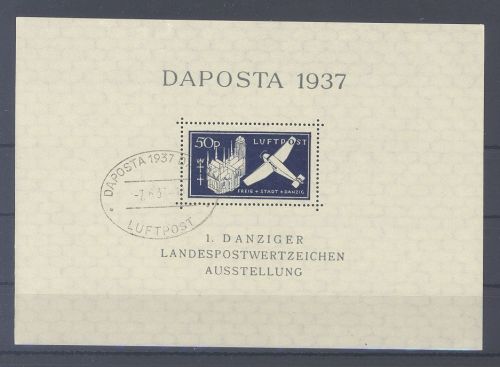 DAPOSTA 1937
50P
LUFTPOST
FREIE + STADT + DANZIG
DAPOSTA 1937
LUFTPOST
1. DANZIGER
LANDESPOSTWERTZEICHEN
AUSSTELLUNG